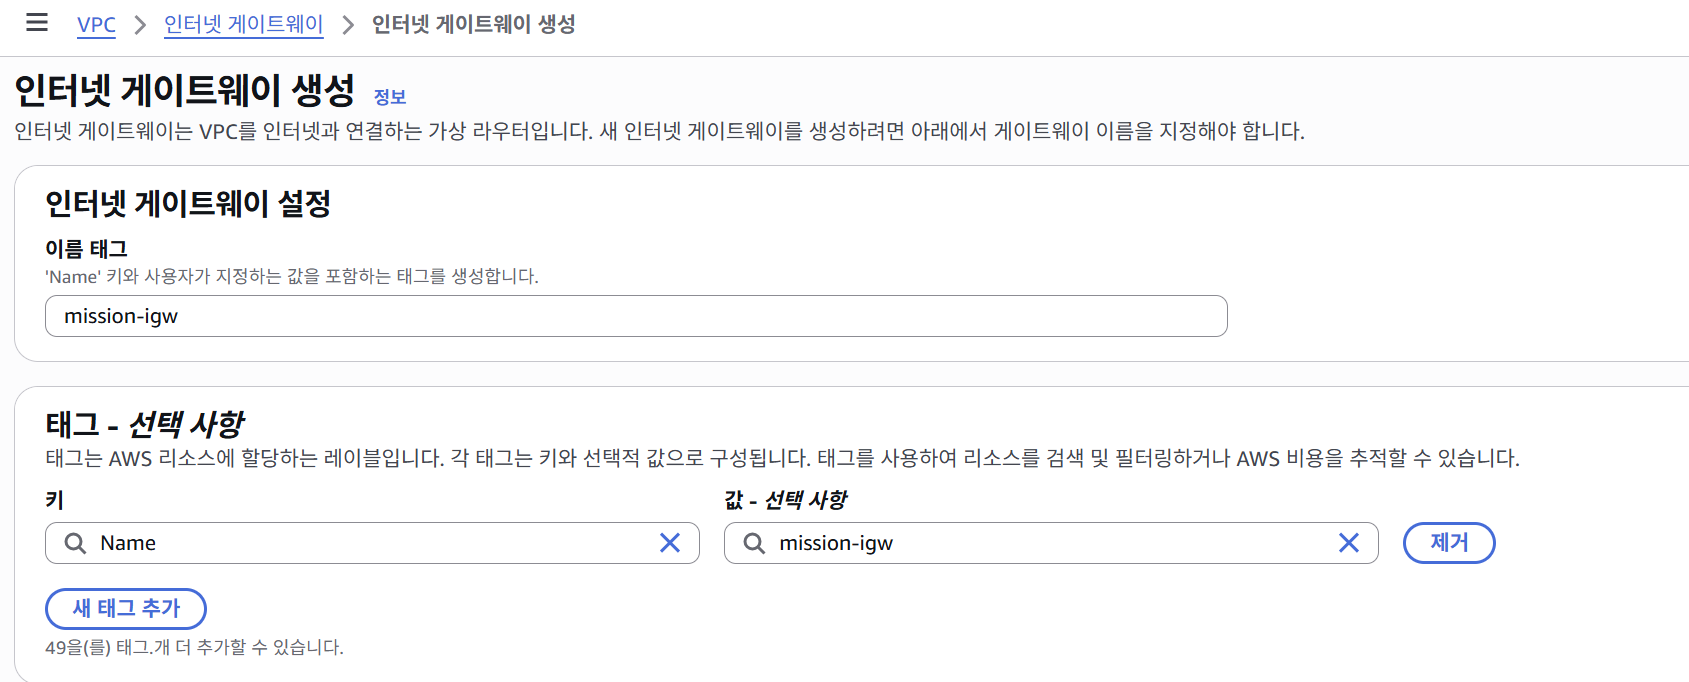 VPC > 인터넷 게이트웨이 > 인터넷 게이트웨이 생성
인터넷 게이트웨이 생성 정보
인터넷 게이트웨이는 VPC를 인터넷과 연결하는 가상 라우터입니다. 새 인터넷 게이트웨이를 생성하려면 아래에서 게이트웨이 이름을 지정해야 합니다.
인터넷 게이트웨이 설정
이름 태그
'Name' 키와 사용자가 지정하는 값을 포함하는 태그를 생성합니다.
mission-igw
태그 - 선택 사항
태그는 AWS 리소스에 할당하는 레이블입니다. 각 태그는 키와 선택적 값으로 구성됩니다. 태그를 사용하여 리소스를 검색 및 필터링하거나 AWS 비용을 추적할 수 있습니다.
키 값 - 선택 사항
Name mission-igw 제거
새 태그 추가
49을(를) 태그.개 더 추가할 수 있습니다.